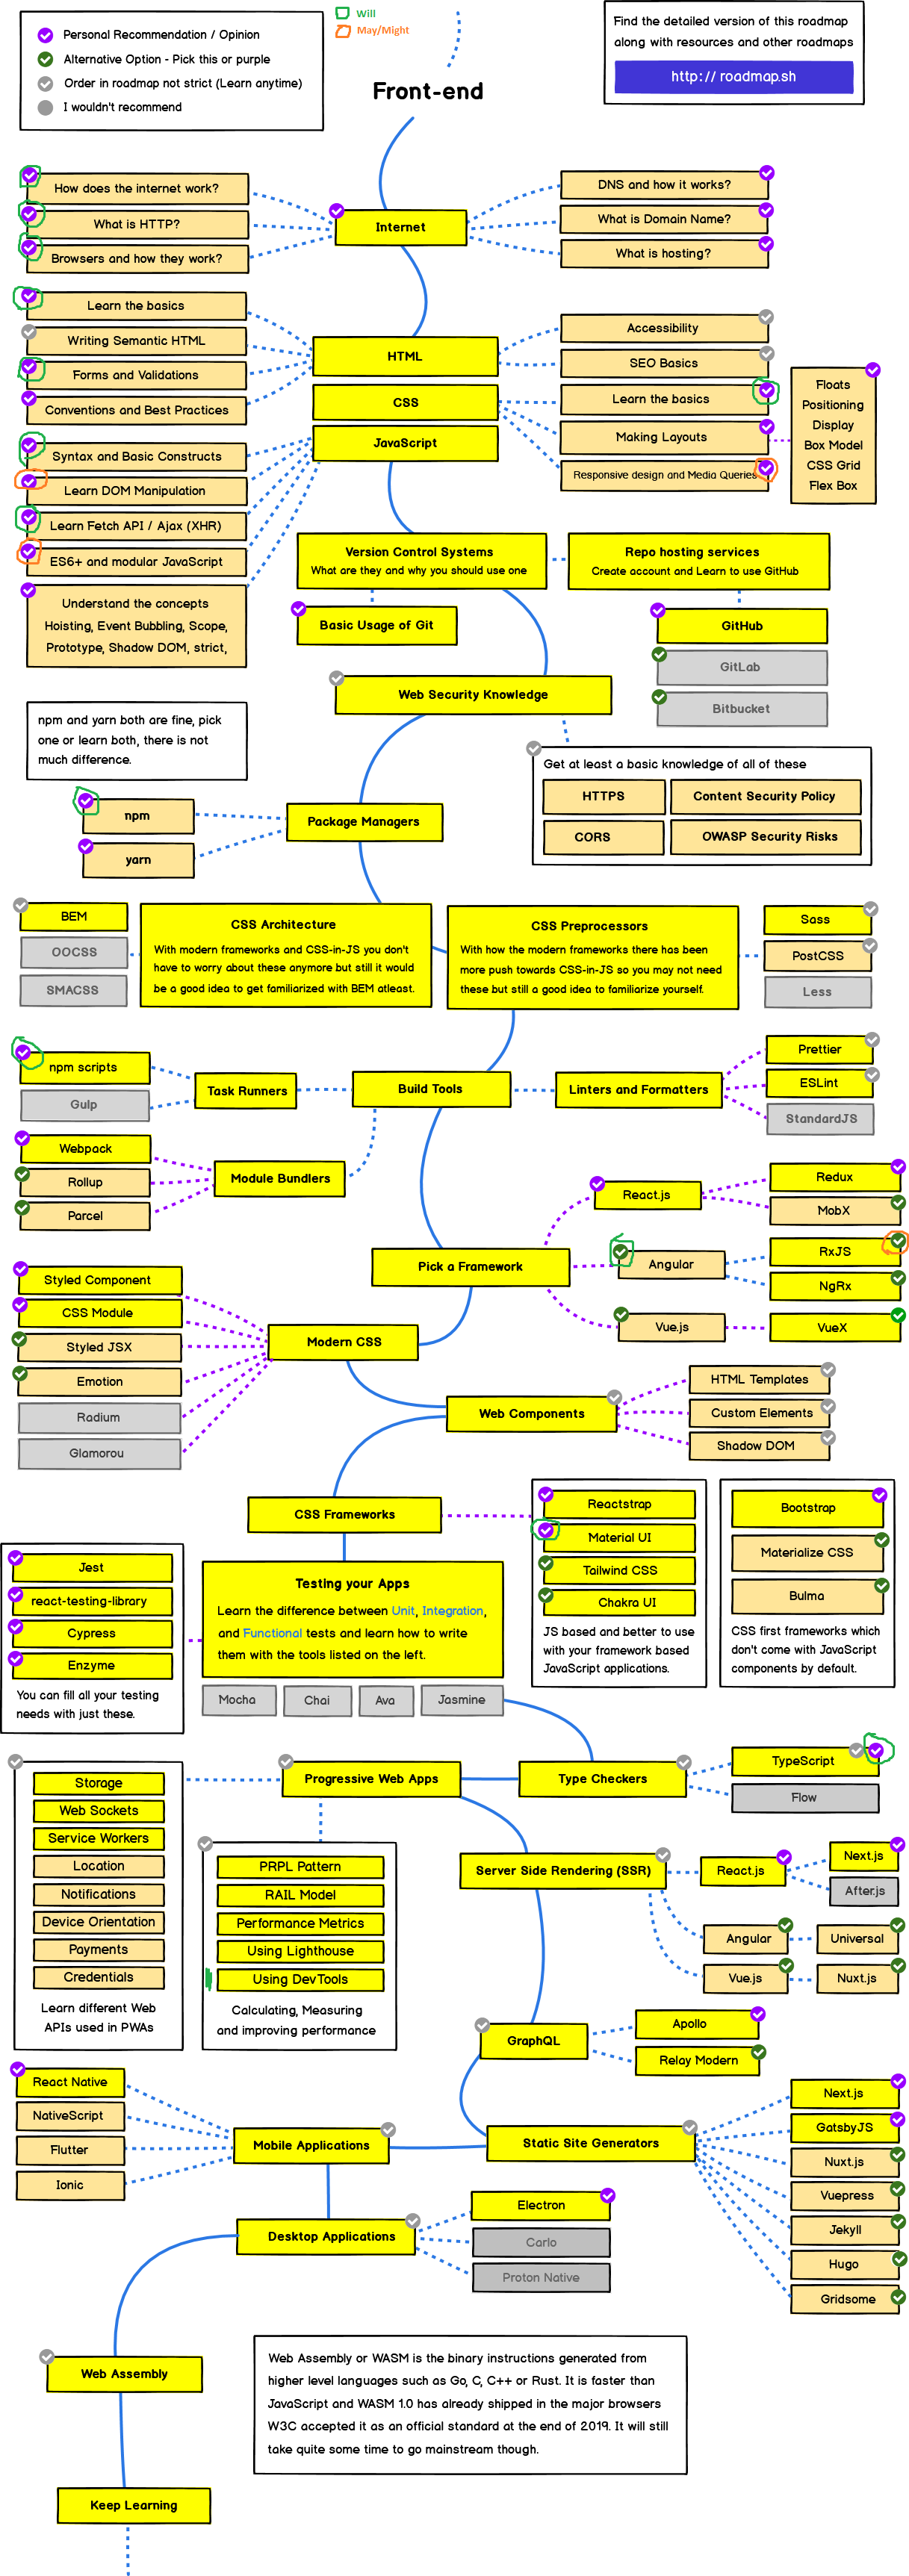 Will
May/Might
Personal Recommendation / Opinion
Alternative Option - Pick this or purple
Order in roadmap not strict (Learn anytime)
I wouldn't recommend
Find the detailed version of this roadmap
along with resources and other roadmaps
http://roadmap.sh
Front-end
How does the internet work?
What is HTTP?
Browsers and how they work?
Internet
DNS and how it works?
What is Domain Name?
What is hosting?
Learn the basics
Writing Semantic HTML
Forms and Validations
Conventions and Best Practices
HTML
Accessibility
SEO Basics
CSS
Learn the basics
Making Layouts
Responsive design and Media Queries
Floats
Positioning
Display
Box Model
CSS Grid
Flex Box
JavaScript
Syntax and Basic Constructs
Learn DOM Manipulation
Learn Fetch API / Ajax (XHR)
ES6+ and modular JavaScript
Understand the concepts
Hoisting, Event Bubbling, Scope,
Prototype, Shadow DOM, strict,
Version Control Systems
What are they and why you should use one
Repo hosting services
Create account and Learn to use GitHub
Basic Usage of Git
GitHub
GitLab
Bitbucket
Web Security Knowledge
Get at least a basic knowledge of all of these
HTTPS
Content Security Policy
CORS
OWASP Security Risks
npm and yarn both are fine, pick
one or learn both, there is not
much difference.
npm
yarn
Package Managers
BEM
OOCSS
SMACSS
CSS Architecture
With modern frameworks and CSS-in-JS you don't
have to worry about these anymore but still it would
be a good idea to get familiarized with BEM atleast.
CSS Preprocessors
With how the modern frameworks there has been
more push towards CSS-in-JS so you may not need
these but still a good idea to familiarize yourself.
Sass
PostCSS
Less
npm scripts
Gulp
Task Runners
Build Tools
Linters and Formatters
Prettier
ESLint
StandardJS
Webpack
Rollup
Parcel
Module Bundlers
Pick a Framework
React.js
Redux
MobX
Angular
RxJS
NgRx
Vue.js
VueX
Styled Component
CSS Module
Styled JSX
Emotion
Radium
Glamorou
Modern CSS
Web Components
HTML Templates
Custom Elements
Shadow DOM
CSS Frameworks
Reactstrap
Material UI
Tailwind CSS
Chakra UI
JS based and better to use
with your framework based
JavaScript applications.
Bootstrap
Materialize CSS
Bulma
CSS first frameworks which
don't come with JavaScript
components by default.
Jest
react-testing-library
Cypress
Enzyme
You can fill all your testing
needs with just these.
Testing your Apps
Learn the difference between Unit, Integration,
and Functional tests and learn how to write
them with the tools listed on the left.
Mocha
Chai
Ava
Jasmine
Type Checkers
TypeScript
Flow
Progressive Web Apps
Storage
Web Sockets
Service Workers
Location
Notifications
Device Orientation
Payments
Credentials
Learn different Web
APIs used in PWAs
PRPL Pattern
RAIL Model
Performance Metrics
Using Lighthouse
Using DevTools
Calculating, Measuring
and improving performance
Server Side Rendering (SSR)
React.js
Next.js
After.js
Angular
Universal
Vue.js
Nuxt.js
GraphQL
Apollo
Relay Modern
React Native
NativeScript
Flutter
Ionic
Mobile Applications
Static Site Generators
Next.js
GatsbyJS
Nuxt.js
Vuepress
Jekyll
Hugo
Gridsome
Desktop Applications
Electron
Carlo
Proton Native
Web Assembly
Web Assembly or WASM is the binary instructions generated from
higher level languages such as Go, C, C++ or Rust. It is faster than
JavaScript and WASM 1.0 has already shipped in the major browsers
W3C accepted it as an official standard at the end of 2019. It will still
take quite some time to go mainstream though.
Keep Learning